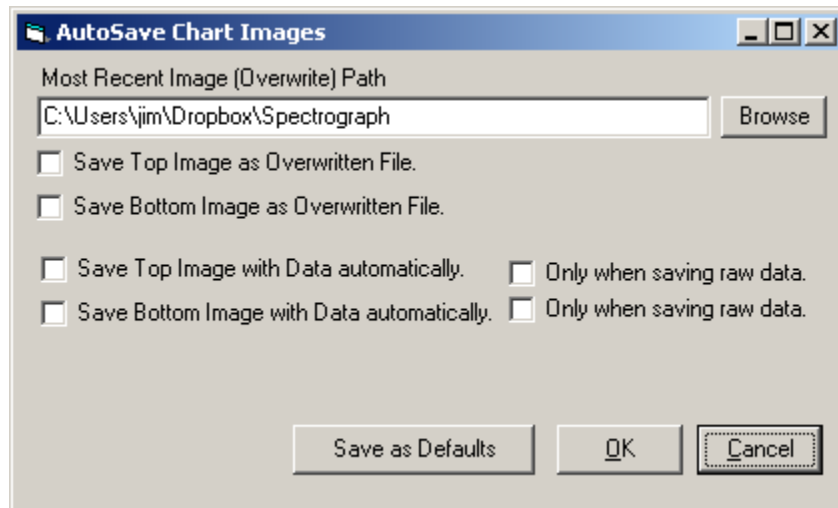 AutoSave Chart Images
Most Recent Image (Overwrite) Path
C:\Users\jim\Dropbox\Spectrograph
Browse
Save Top Image as Overwritten File.
Save Bottom Image as Overwritten File.
Save Top Image with Data automatically.
Only when saving raw data.
Save Bottom Image with Data automatically.
Only when saving raw data.
Save as Defaults
OK
Cancel